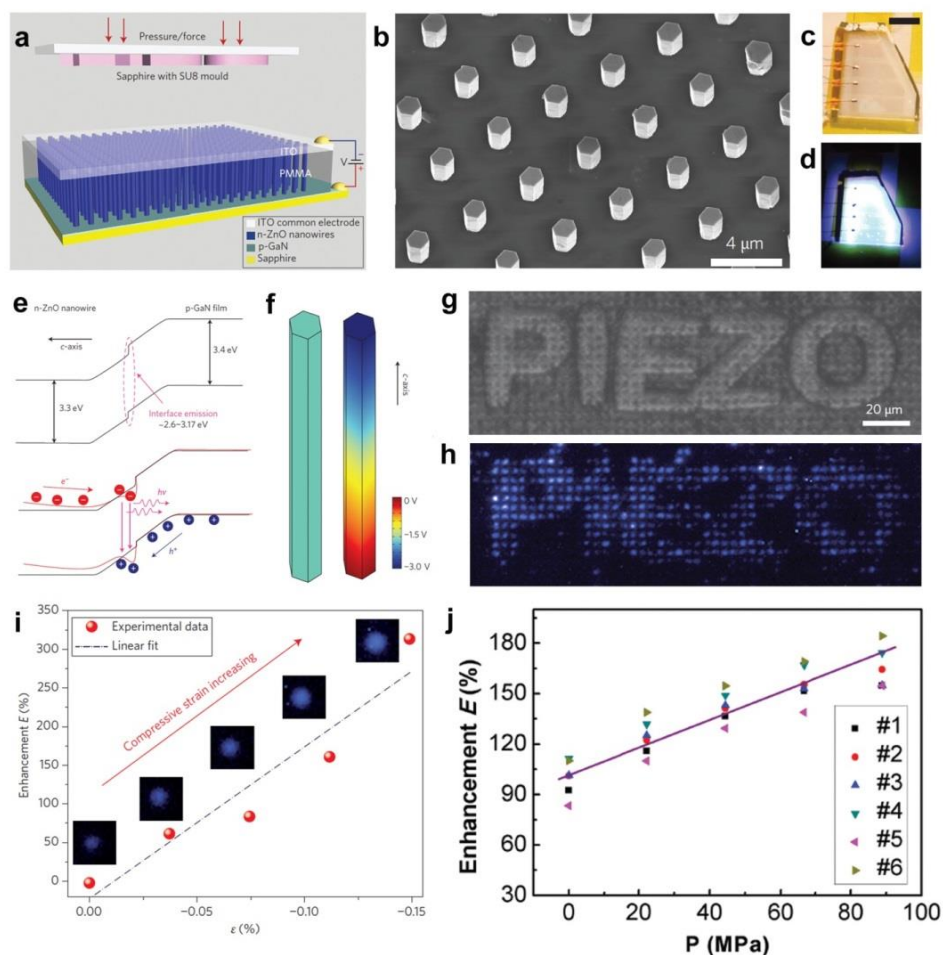 a
Pressure/force
Sapphire with SU8 mould
ITO
PMMA
V
−
+
ITO common electrode
n-ZnO nanowires
p-GaN
Sapphire
b
4 µm
c
d
e
n-ZnO nanowire
p-GaN film
c-axis
3.4 eV
3.3 eV
Interface emission
~2.6–3.17 eV
e−
hν
h+
f
c-axis
0 V
−1.5 V
−3.0 V
g
PIEZO
20 µm
h
PIEZO
i
Experimental data
Linear fit
Compressive strain increasing
Enhancement E (%)
350
300
250
200
150
100
50
0
0.00
−0.05
−0.10
−0.15
ε (%)
j
Enhancement E (%)
180
150
120
90
60
30
#1
#2
#3
#4
#5
#6
0
20
40
60
80
100
P (MPa)